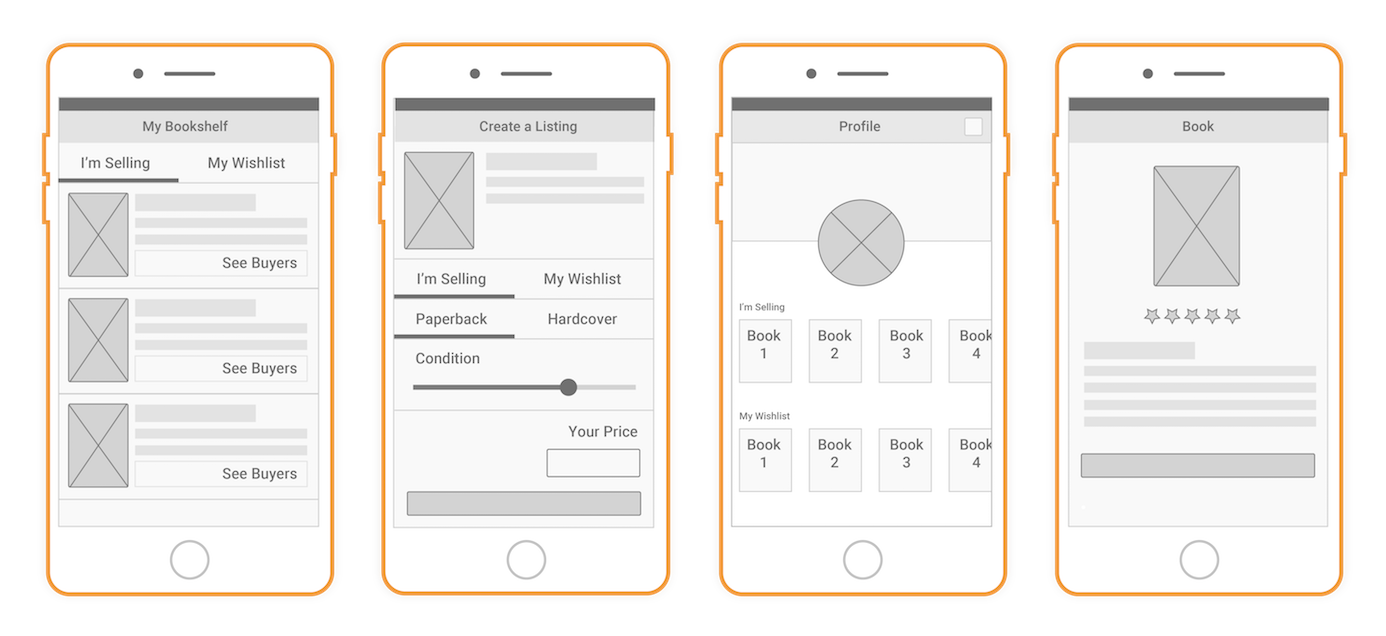 My Bookshelf
I'm Selling My Wishlist
See Buyers
See Buyers
See Buyers
Create a Listing
I'm Selling My Wishlist
Paperback Hardcover
Condition
Your Price
Profile
I'm Selling
Book Book Book Book
1 2 3 4
My Wishlist
Book Book Book Book
1 2 3 4
Book